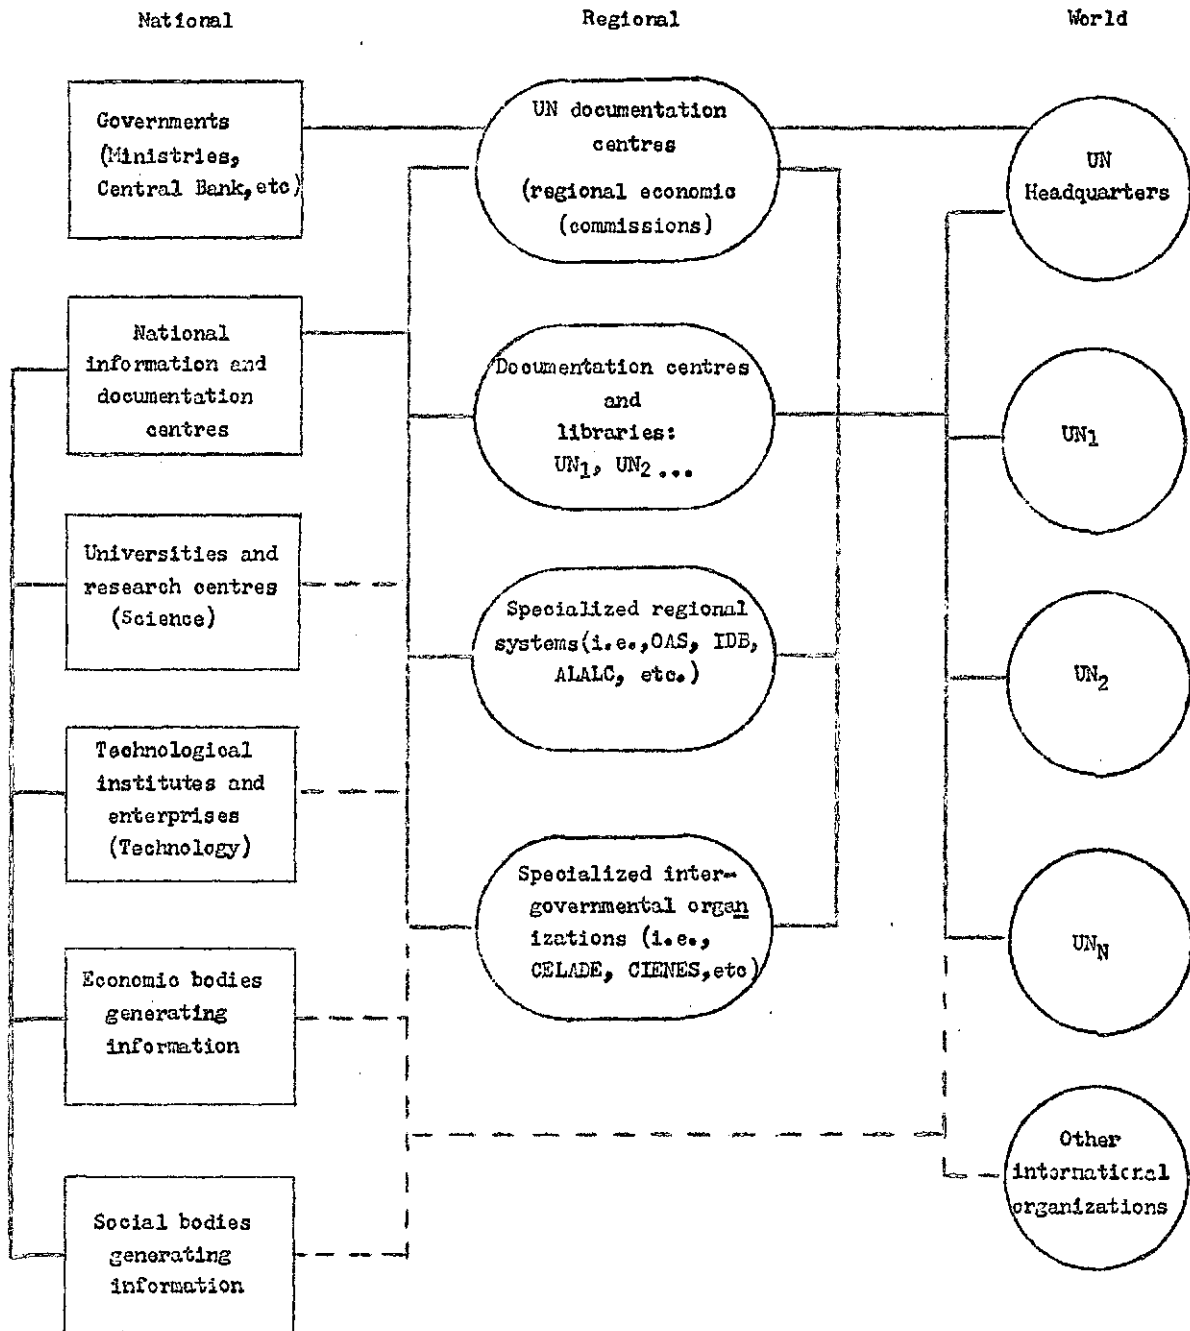 National Regional World
Governments
(Ministries,
Central Bank,etc)
UN documentation
centres
(regional economic
(commissions)
UN
Headquarters
National
information and
documentation
centres
Documentation centres
and
libraries:
UN1, UN2 ...
UN1
Universities and
research centres
(Science)
Specialized regional
systems(i.e.,OAS, IDB,
ALALC, etc.)
UN2
Technological
institutes and
enterprises
(Technology)
Specialized inter-
governmental organ
izations (i.e.,
CELADE, CIENES,etc)
UNN
Economic bodies
generating
information
Other
international
organizations
Social bodies
generating
information